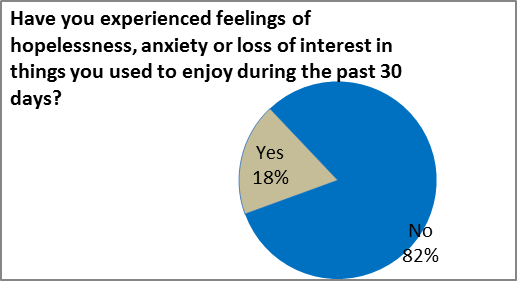 Have you experienced feelings of
hopelessness, anxiety or loss of interest in
things you used to enjoy during the past 30
days?
Yes
18%
No
82%